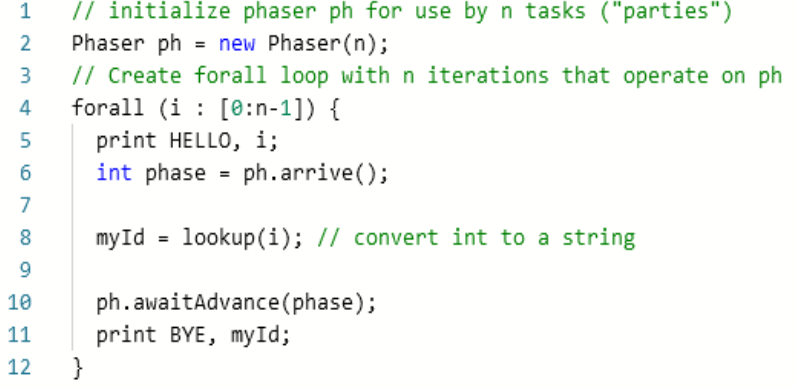 1 // initialize phaser ph for use by n tasks ("parties")
2 Phaser ph = new Phaser(n);
3 // Create forall loop with n iterations that operate on ph
4 forall (i : [0:n-1]) {
5 print HELLO, i;
6 int phase = ph.arrive();
7
8 myId = lookup(i); // convert int to a string
9
10 ph.awaitAdvance(phase);
11 print BYE, myId;
12 }